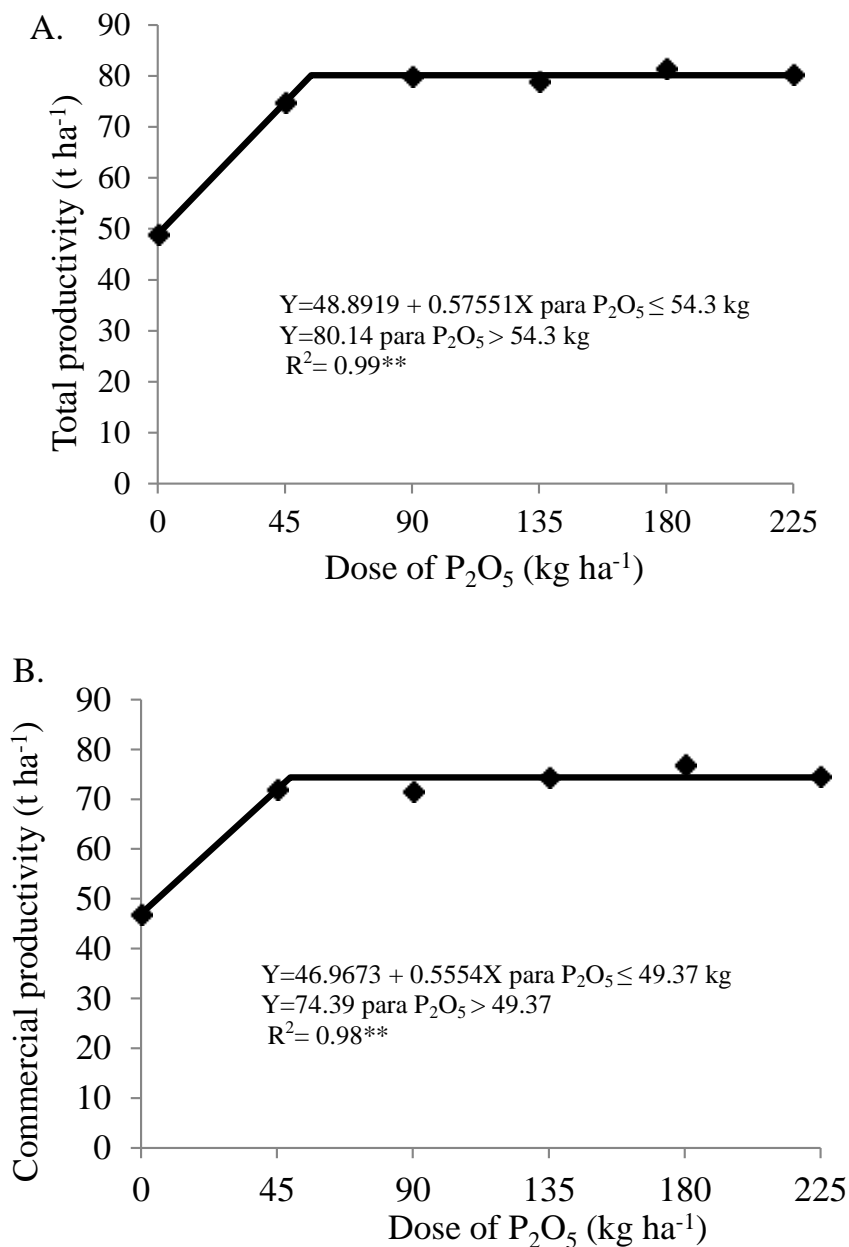 A.
Total productivity (t ha⁻¹)
90
80
70
60
50
40
30
20
10
0
Y=48.8919 + 0.57551X para P₂O₅ ≤ 54.3 kg
Y=80.14 para P₂O₅ > 54.3 kg
R²= 0.99**
0 45 90 135 180 225
Dose of P₂O₅ (kg ha⁻¹)
B.
Commercial productivity (t ha⁻¹)
90
80
70
60
50
40
30
20
10
0
Y=46.9673 + 0.5554X para P₂O₅ ≤ 49.37 kg
Y=74.39 para P₂O₅ > 49.37
R²= 0.98**
0 45 90 135 180 225
Dose of P₂O₅ (kg ha⁻¹)